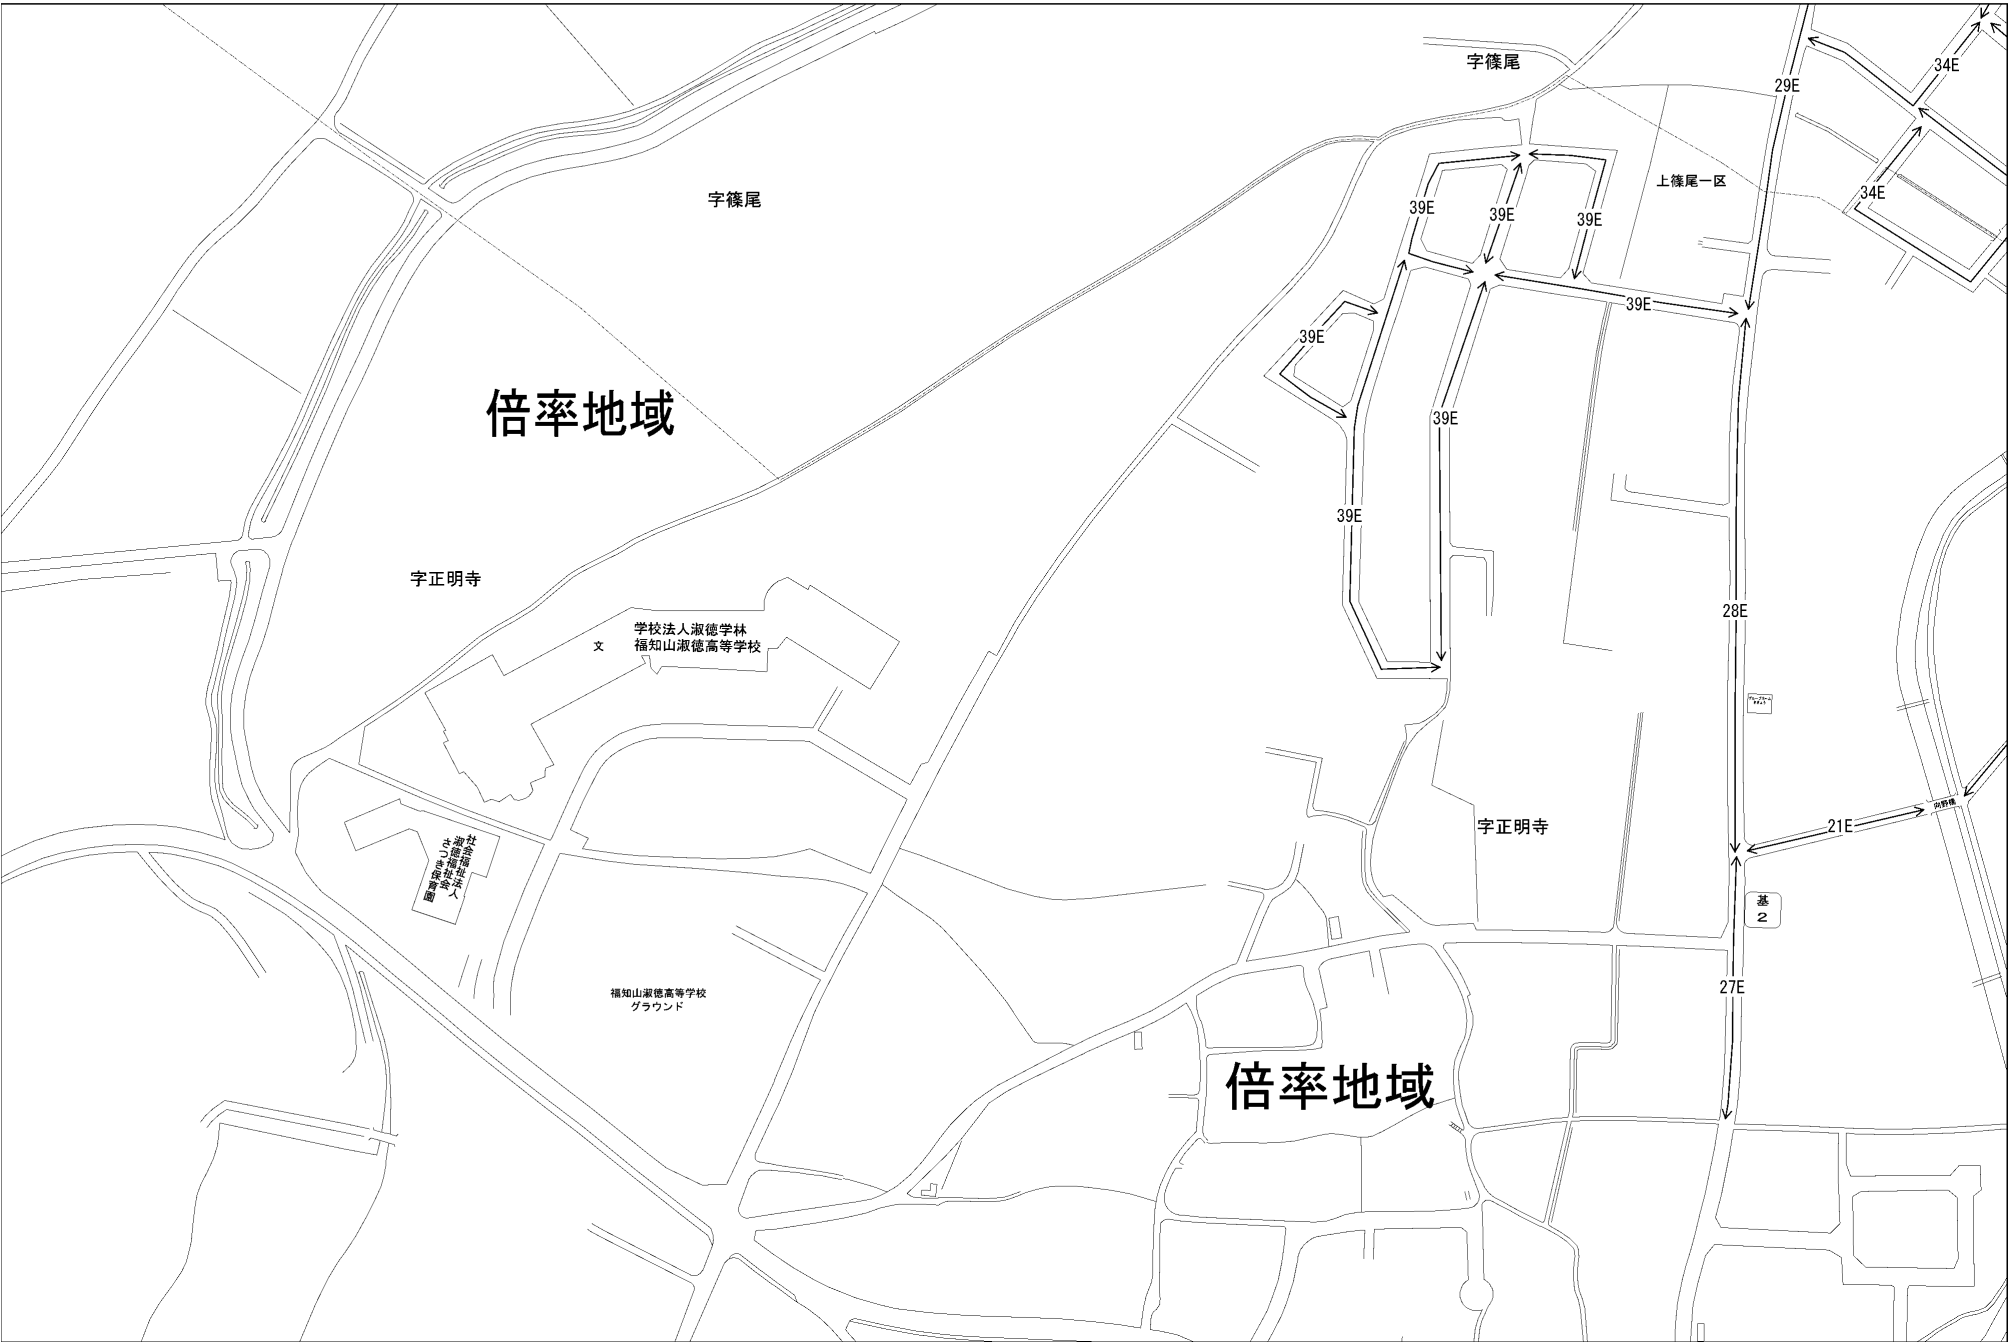 字篠尾
34E
29E
上篠尾一区
字篠尾
34E
39E
39E
39E
39E
39E
倍率地域
39E
39E
字正明寺
28E
学校法人淑徳学林
福知山淑徳高等学校
文
向野橋
21E
字正明寺
社会福祉法人
淑徳福祉会
さつき保育園
基
2
27E
福知山淑徳高等学校
グラウンド
倍率地域